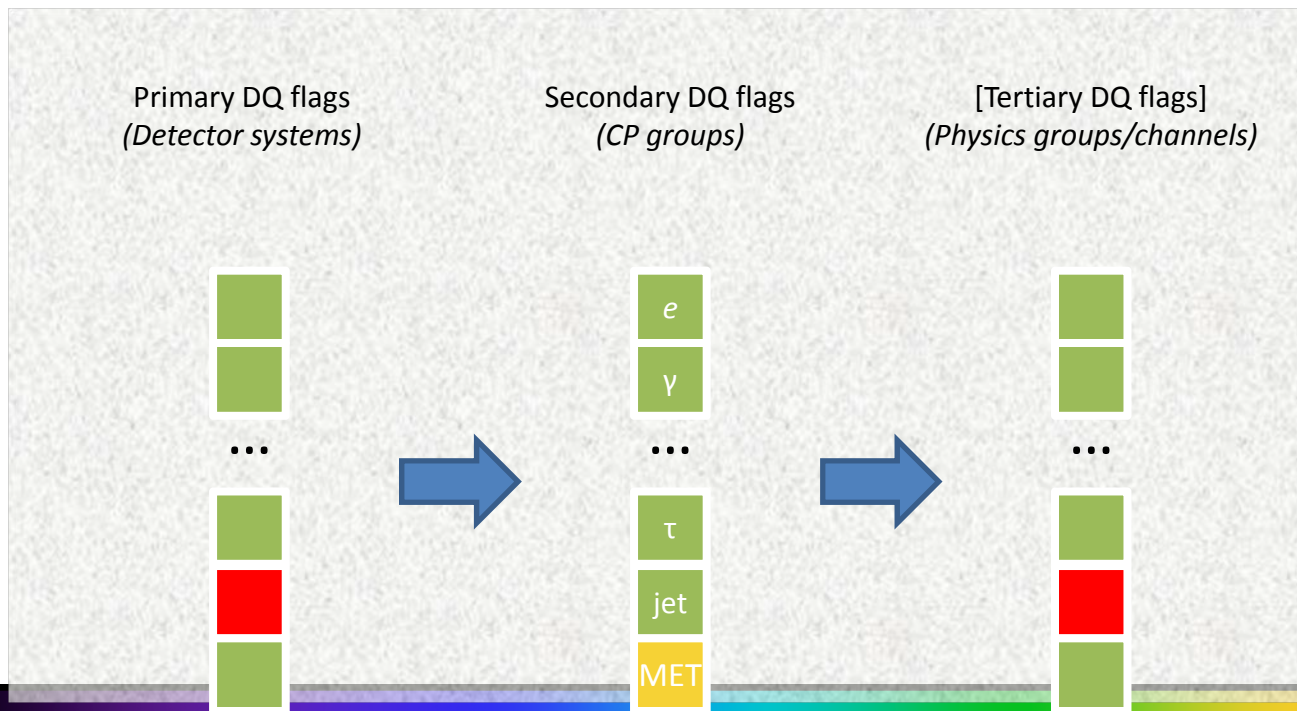 Primary DQ flags
(Detector systems)
Secondary DQ flags
(CP groups)
[Tertiary DQ flags]
(Physics groups/channels)
e
γ
...
...
...
τ
jet
MET